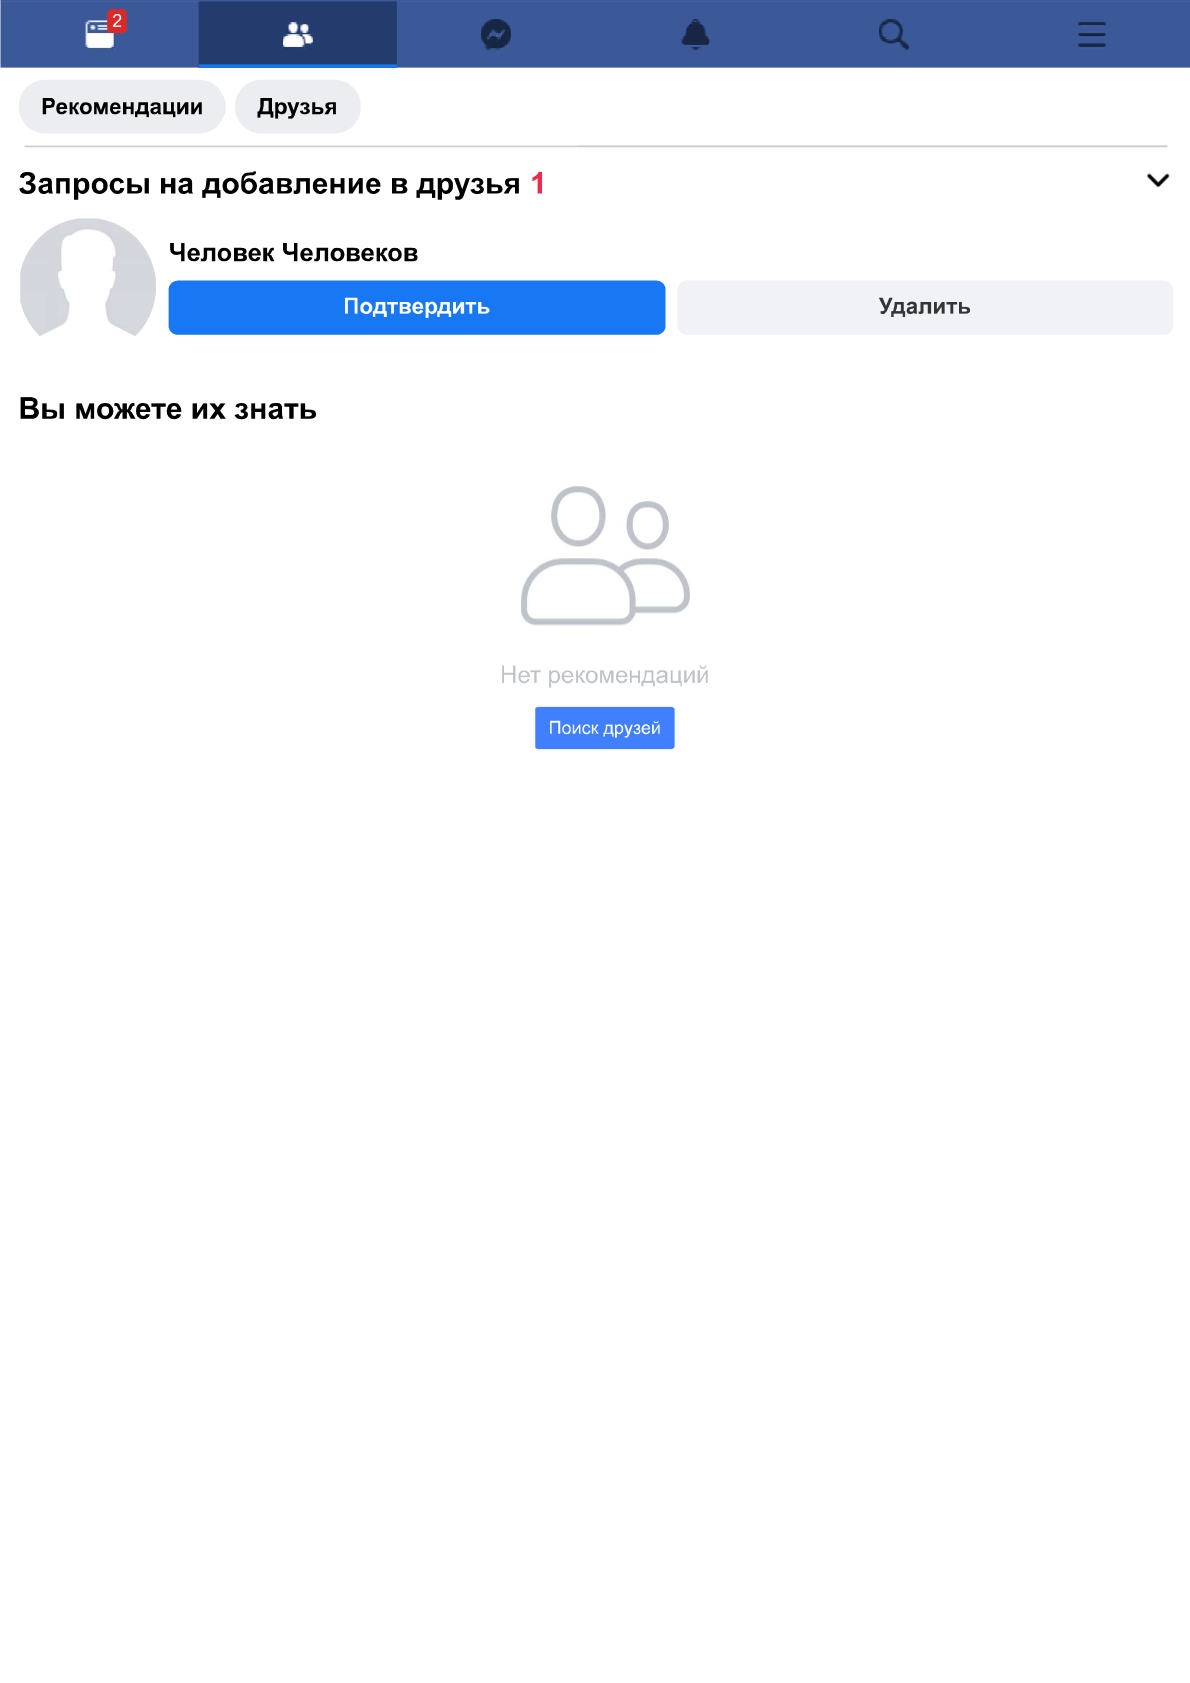 2
Рекомендации
Друзья
Запросы на добавление в друзья 1
Человек Человеков
Подтвердить
Удалить
Вы можете их знать
Нет рекомендаций
Поиск друзей